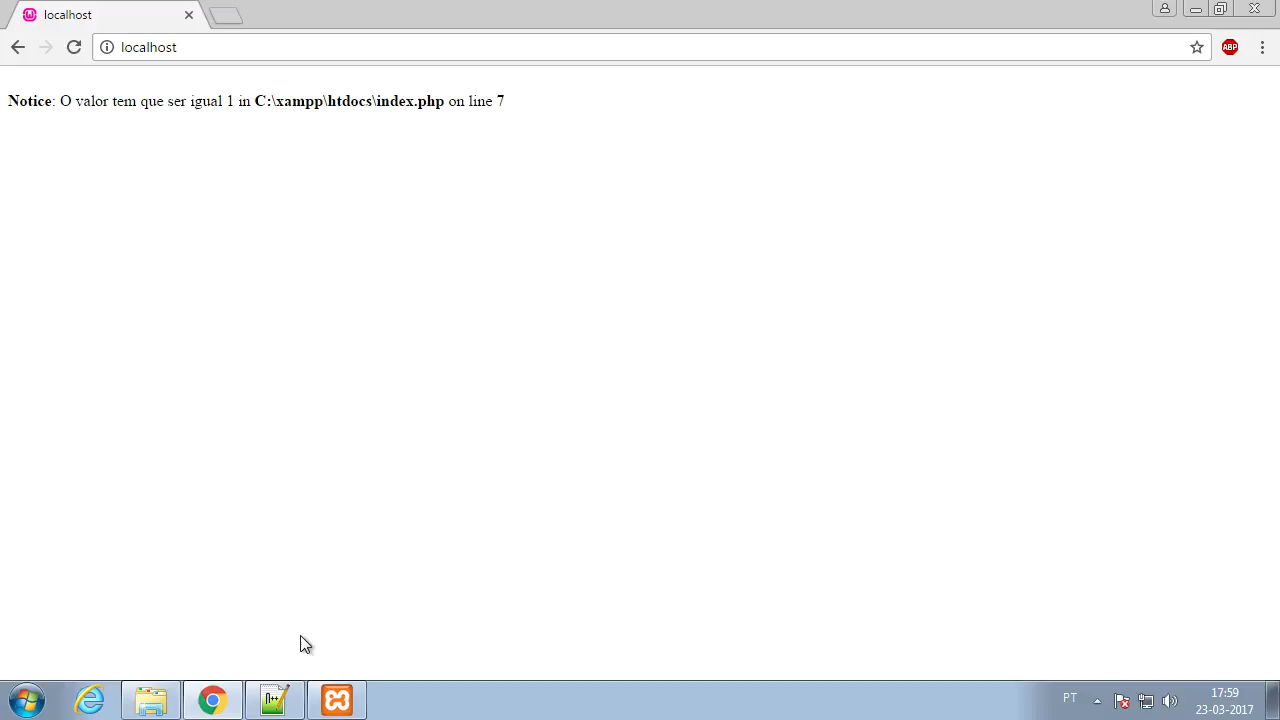 localhost
localhost
ABP
Notice: O valor tem que ser igual 1 in C:\xampp\htdocs\index.php on line 7
PT
17:59
23-03-2017